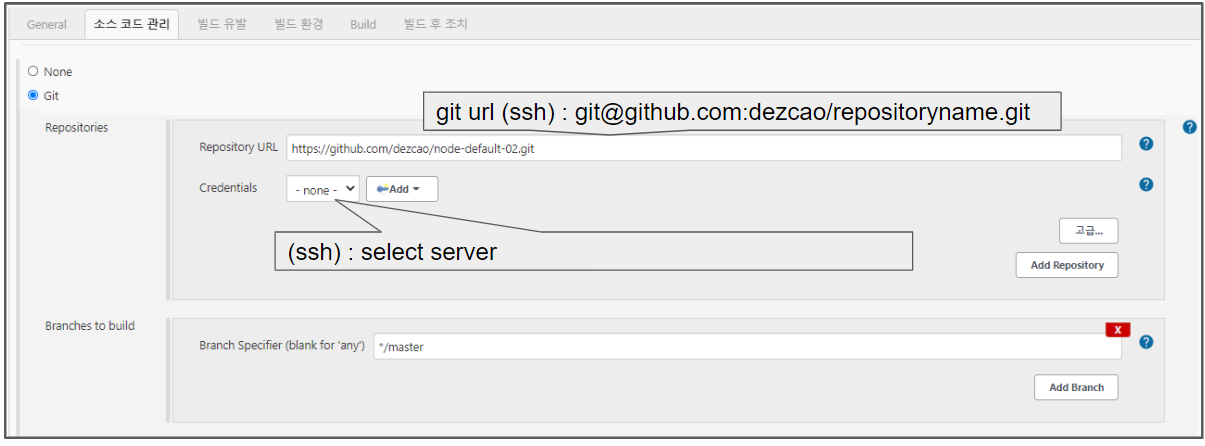 General 소스 코드 관리 빌드 유발 빌드 환경 Build 빌드 후 조치
None
Git
git url (ssh) : git@github.com:dezcao/repositoryname.git
Repositories
Repository URL https://github.com/dezcao/node-default-02.git
Credentials - none - Add
(ssh) : select server
고급...
Add Repository
Branches to build
X
Branch Specifier (blank for 'any') */master
Add Branch